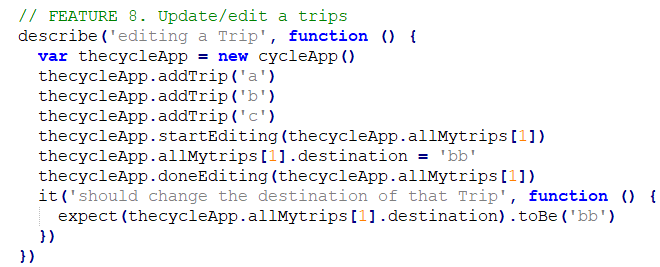 // FEATURE 8. Update/edit a trips
describe('editing a Trip', function () {
var thecycleApp = new cycleApp()
thecycleApp.addTrip('a')
thecycleApp.addTrip('b')
thecycleApp.addTrip('c')
thecycleApp.startEditing(thecycleApp.allMytrips[1])
thecycleApp.allMytrips[1].destination = 'bb'
thecycleApp.doneEditing(thecycleApp.allMytrips[1])
it('should change the destination of that Trip', function () {
expect(thecycleApp.allMytrips[1].destination).toBe('bb')
})
})